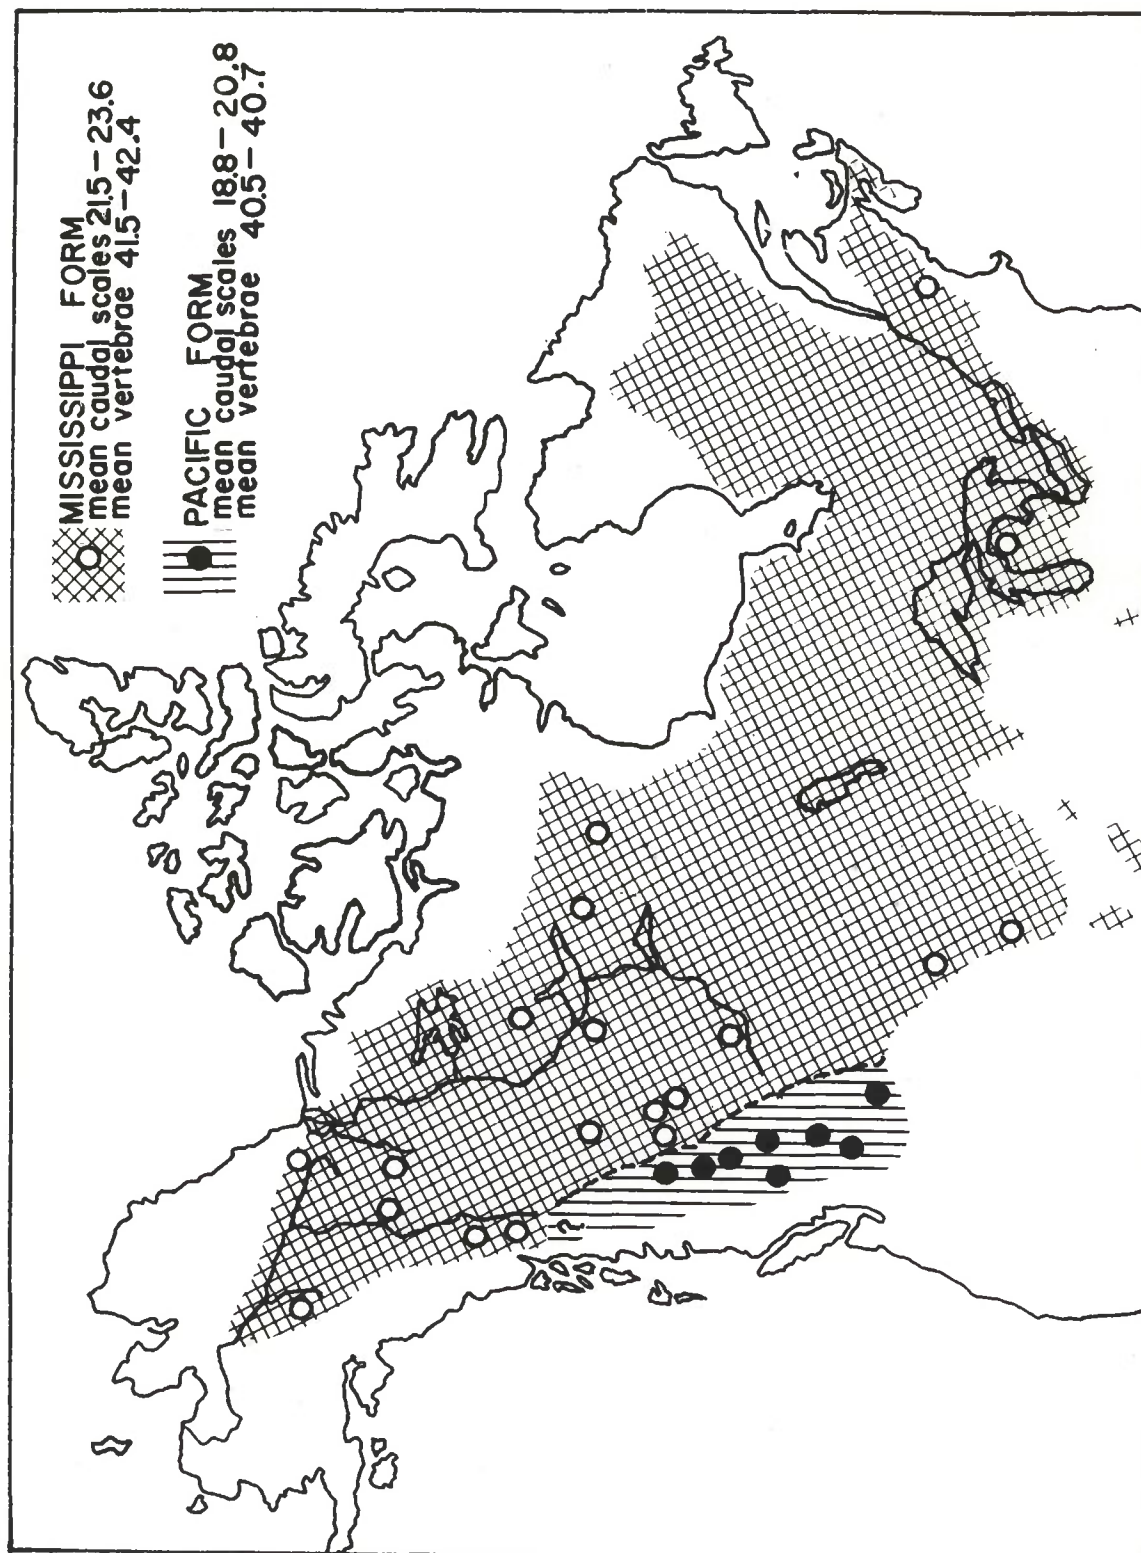 MISSISSIPPI FORM
mean caudal scales 21.5-23.6
mean vertebrae 41.5-42.4
PACIFIC FORM
mean caudal scales 18.8-20.8
mean vertebrae 40.5-40.7
?